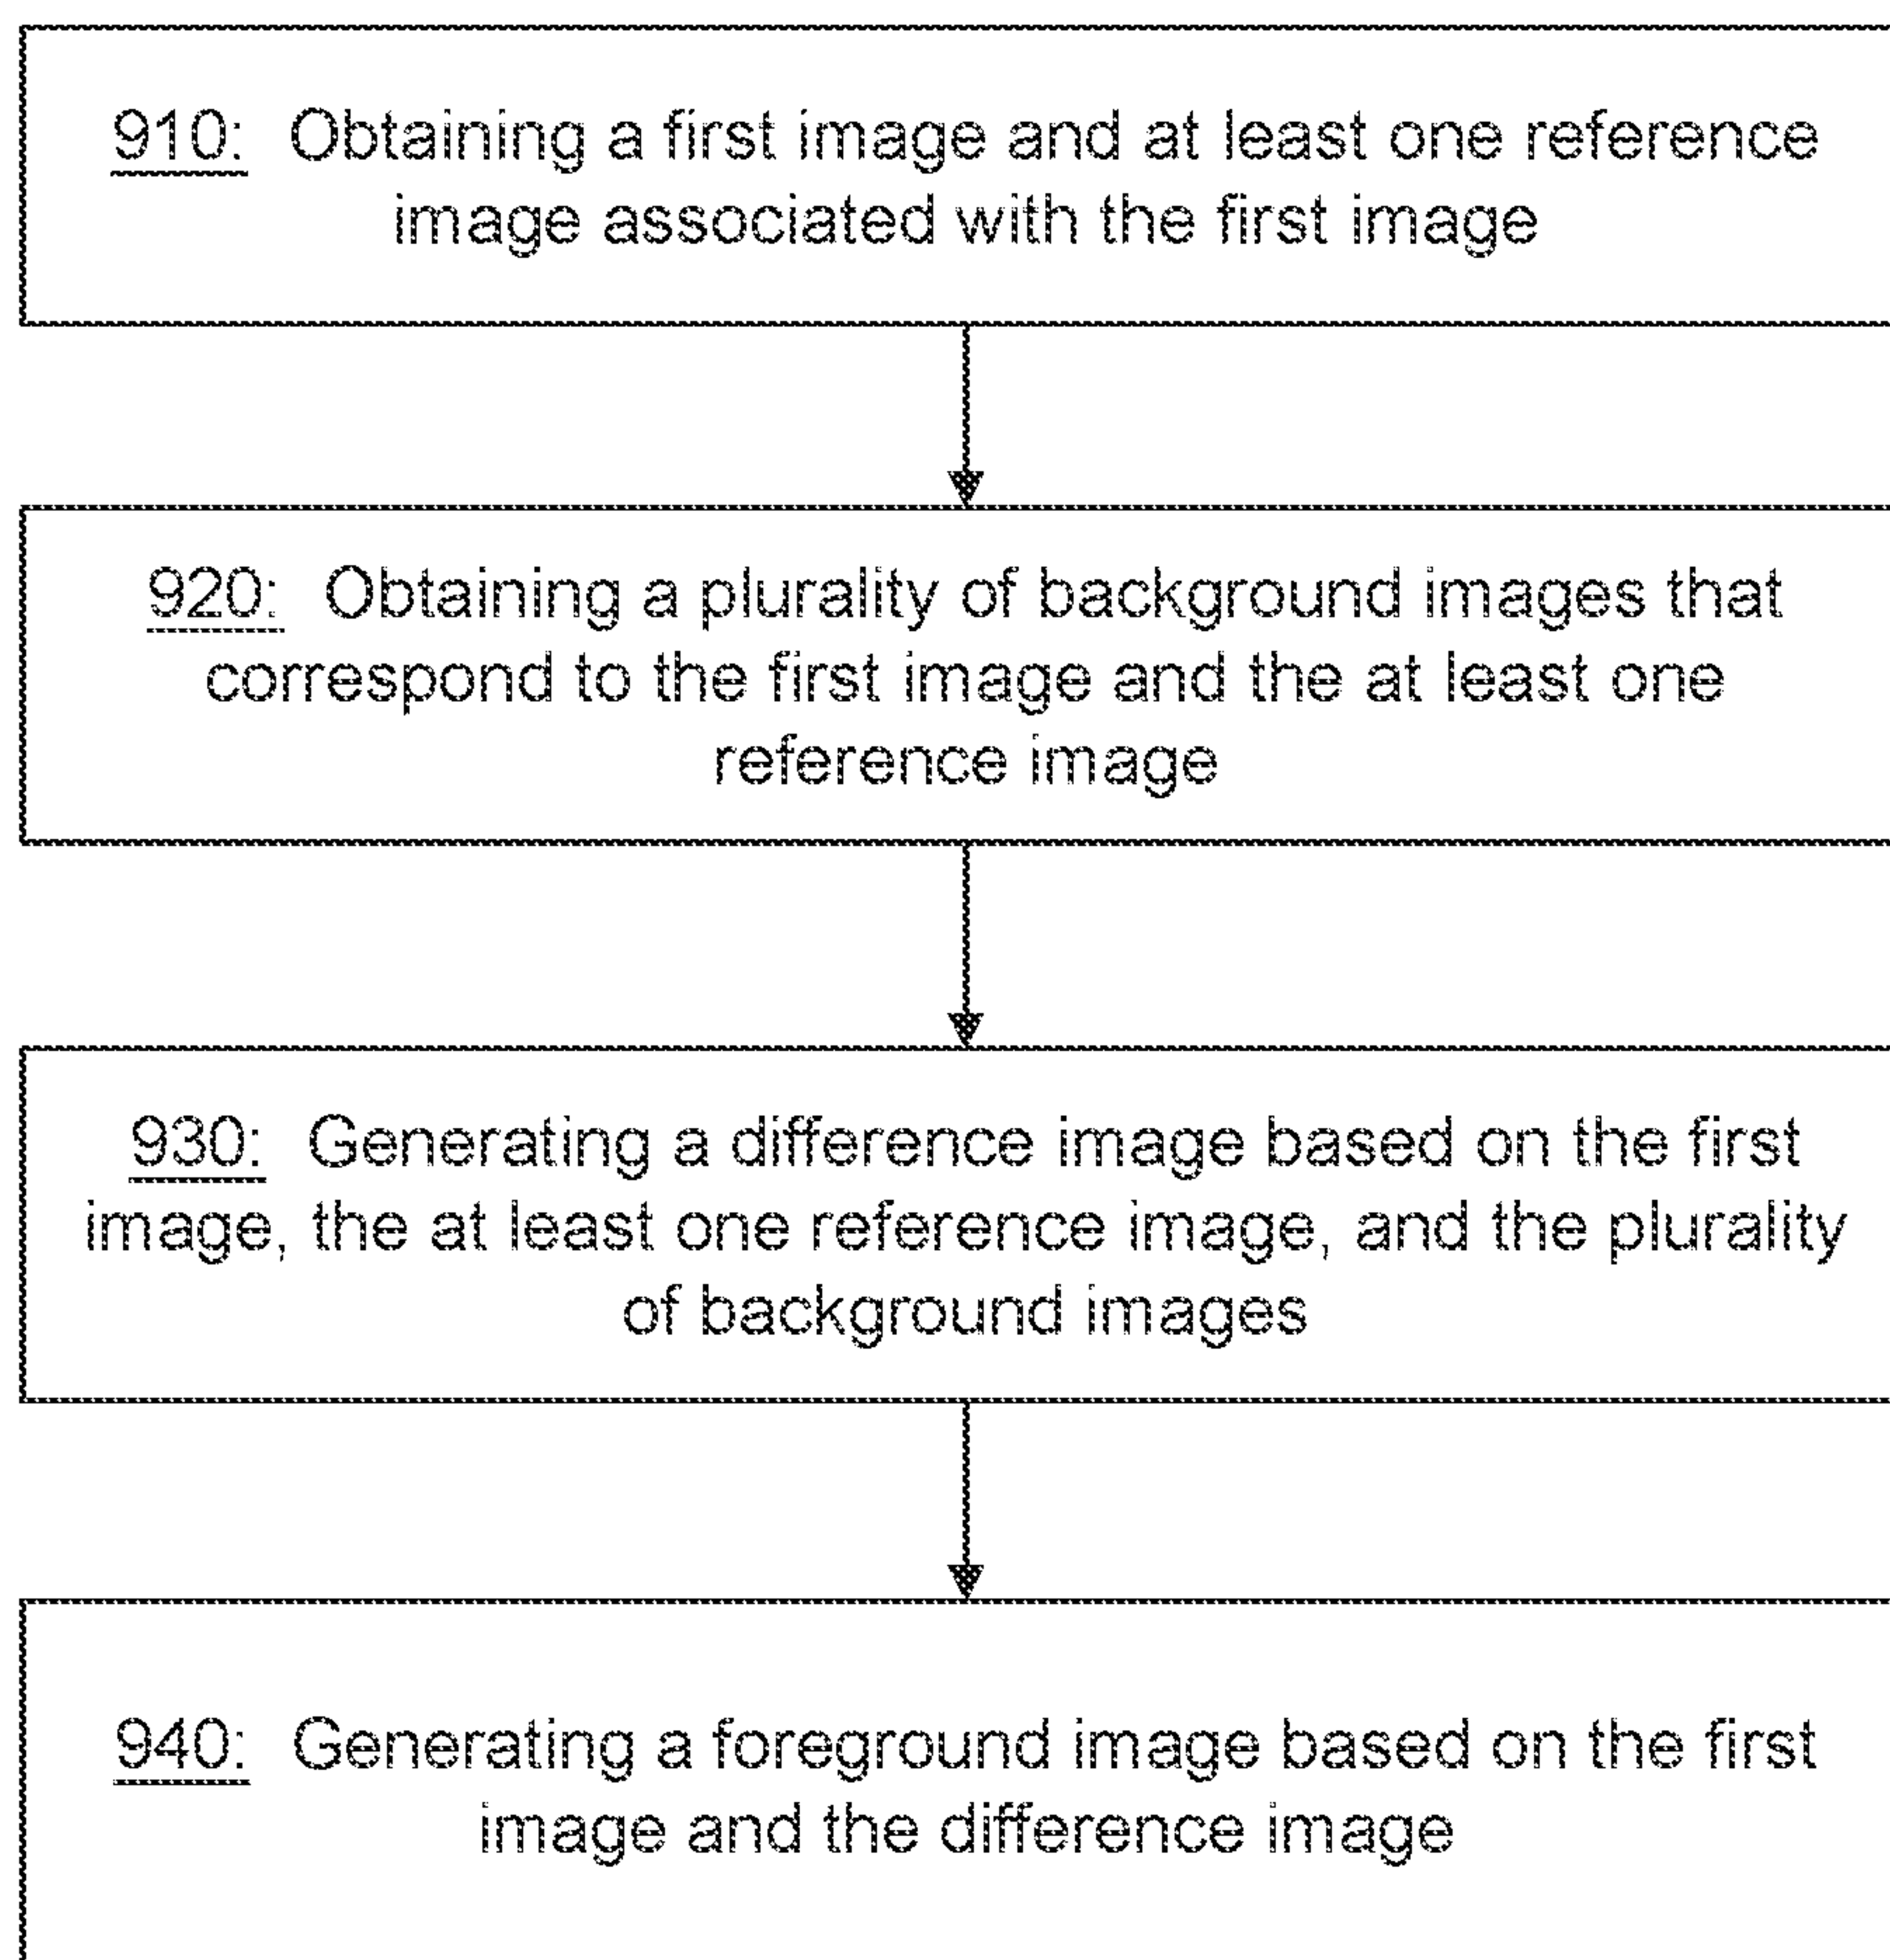 910: Obtaining a first image and at least one reference
image associated with the first image
920: Obtaining a plurality of background images that
correspond to the first image and the at least one
reference image
930: Generating a difference image based on the first
image, the at least one reference image, and the plurality
of background images
940: Generating a foreground image based on the first
image and the difference image